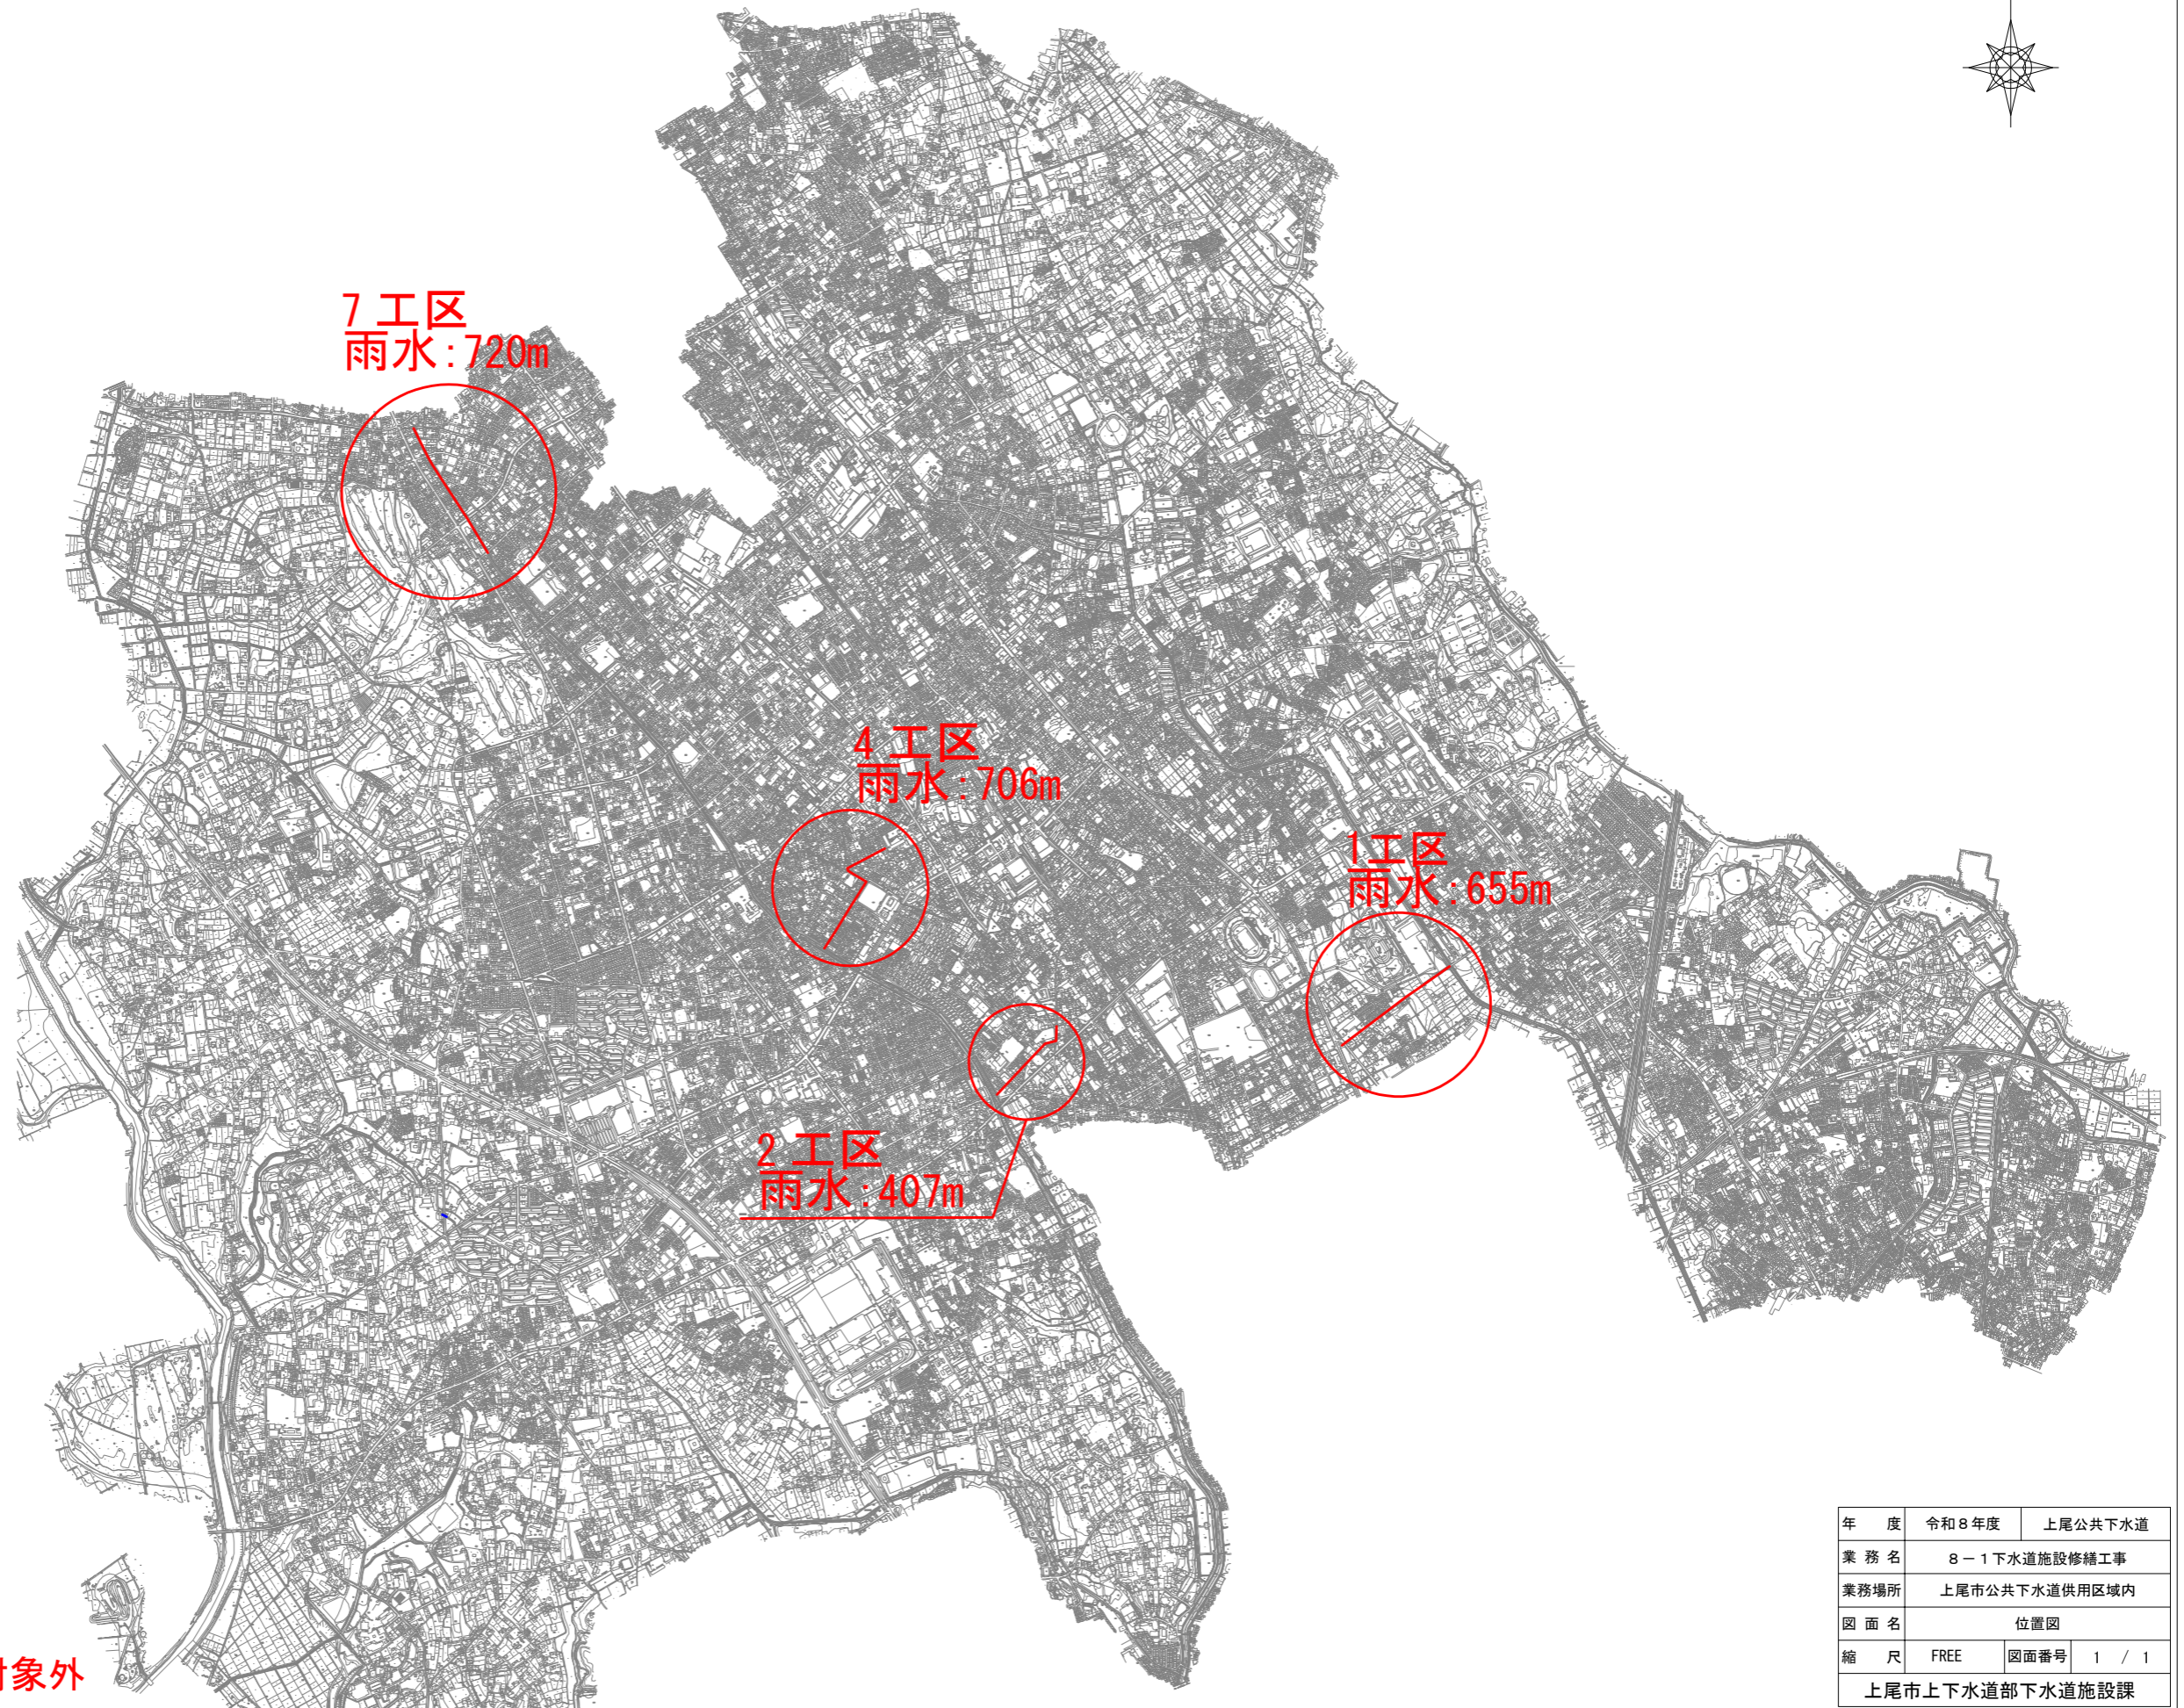 7 工区
雨水:720m
4 工区
雨水:706m
1工区
雨水:655m
2 工区
雨水:407m
対象外
年 度 令和8年度 上尾公共下水道
業務名 8-1下水道施設修繕工事
業務場所 上尾市公共下水道供用区域内
図面名 位置図
縮 尺 FREE 図面番号 1 / 1
上尾市上下水道部下水道施設課